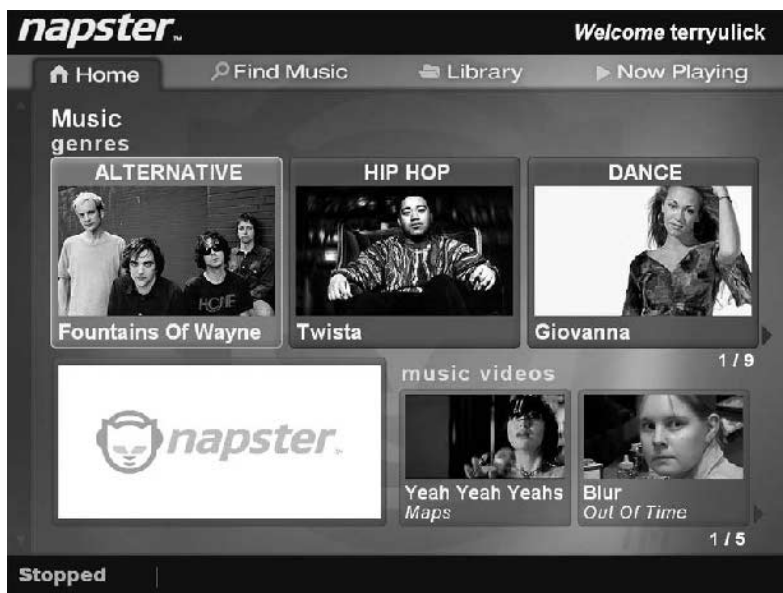 napster™
Welcome terryulick
Home
Find Music
Library
Now Playing
Music
genres
ALTERNATIVE
HIP HOP
DANCE
Fountains Of Wayne
Twista
Giovanna
1 / 9
music videos
napster
Yeah Yeah Yeahs
Maps
Blur
Out Of Time
1 / 5
Stopped